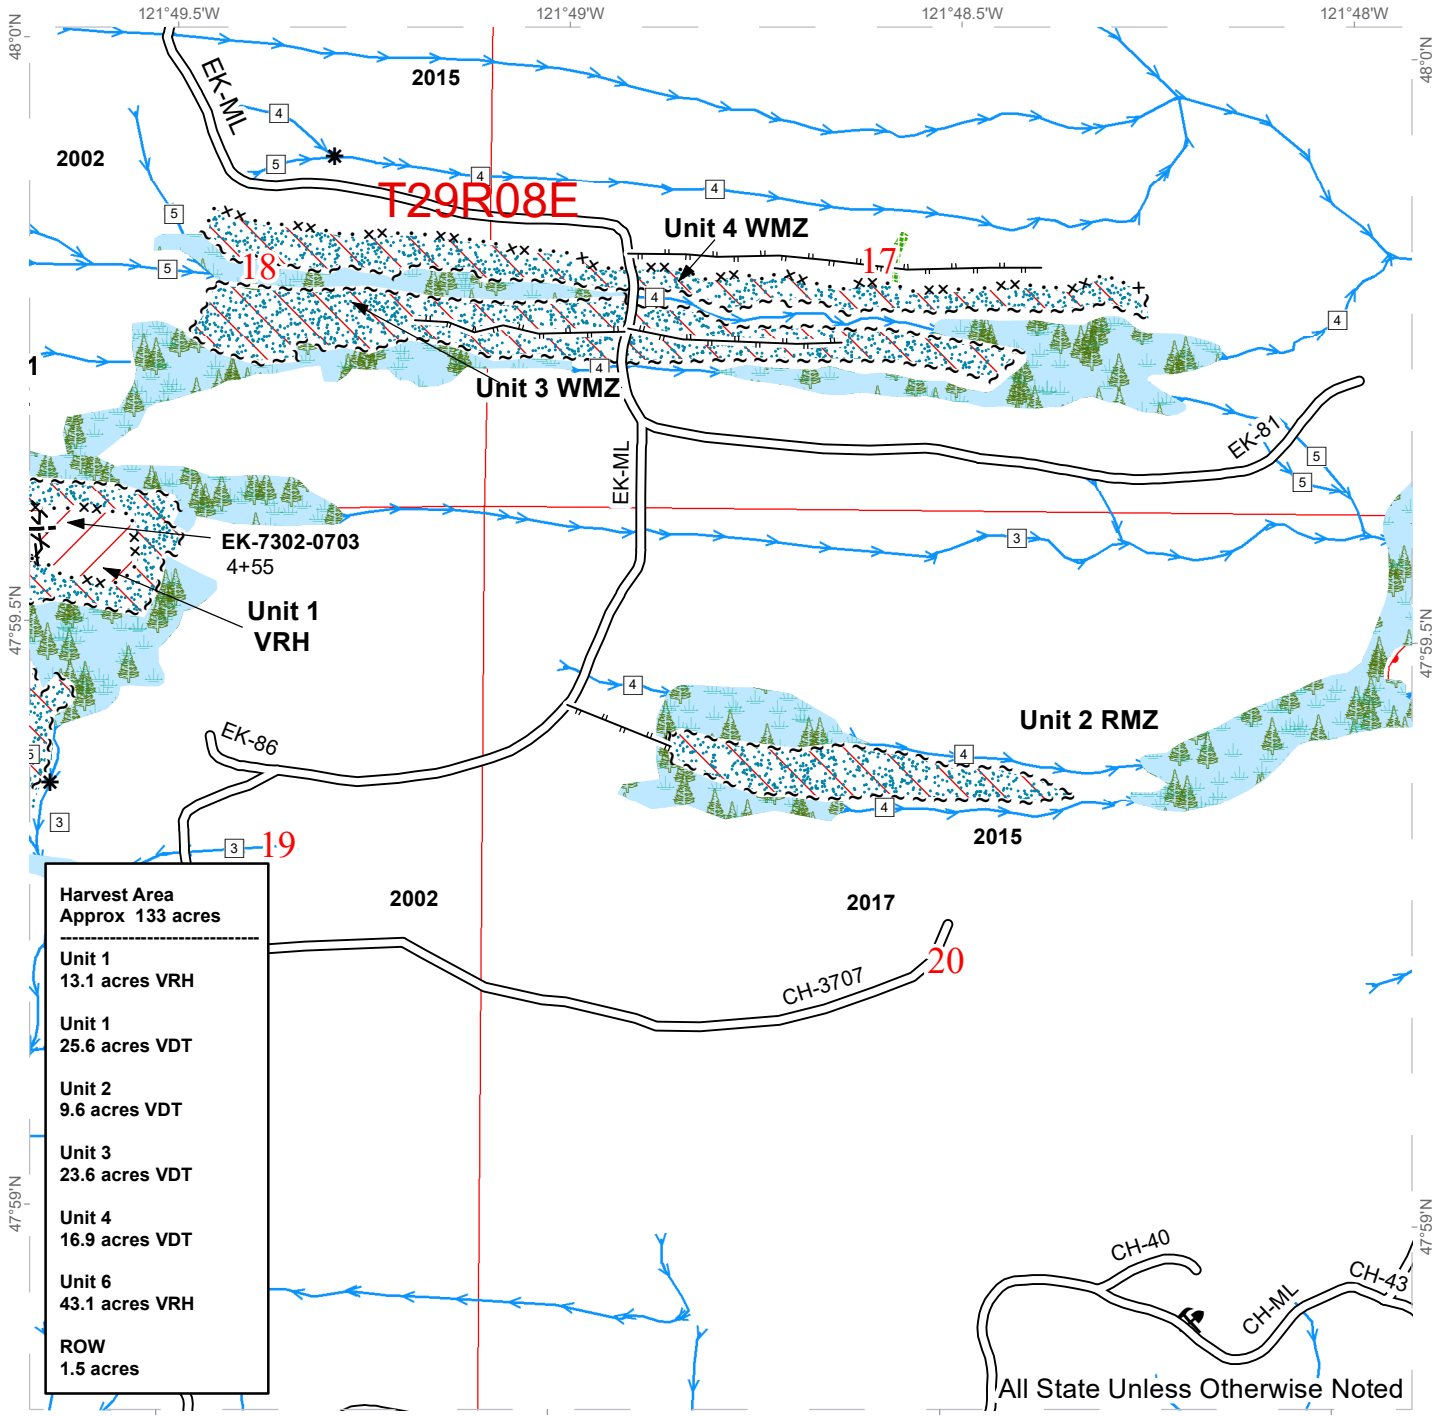 121°49.5'W
121°49'W
121°48.5'W
121°48'W
48°0'N
48°0'N
EK-ML
2015
4
2002
5
4
4
T29R08E
5
Unit 4 WMZ
5
18
17
4
4
1
4
Unit 3 WMZ
EK-ML
EK-81
5
5
EK-7302-0703
4+55
3
Unit 1
VRH
47°59.5'N
47°59.5'N
4
Unit 2 RMZ
EK-86
4
5
4
3
2015
3
19
Harvest Area
Approx 133 acres
--------------------------------
Unit 1
13.1 acres VRH
Unit 1
25.6 acres VDT
Unit 2
9.6 acres VDT
Unit 3
23.6 acres VDT
Unit 4
16.9 acres VDT
Unit 6
43.1 acres VRH
ROW
1.5 acres
2002
2017
20
CH-3707
47°59'N
47°59'N
CH-40
CH-43
CH-ML
All State Unless Otherwise Noted